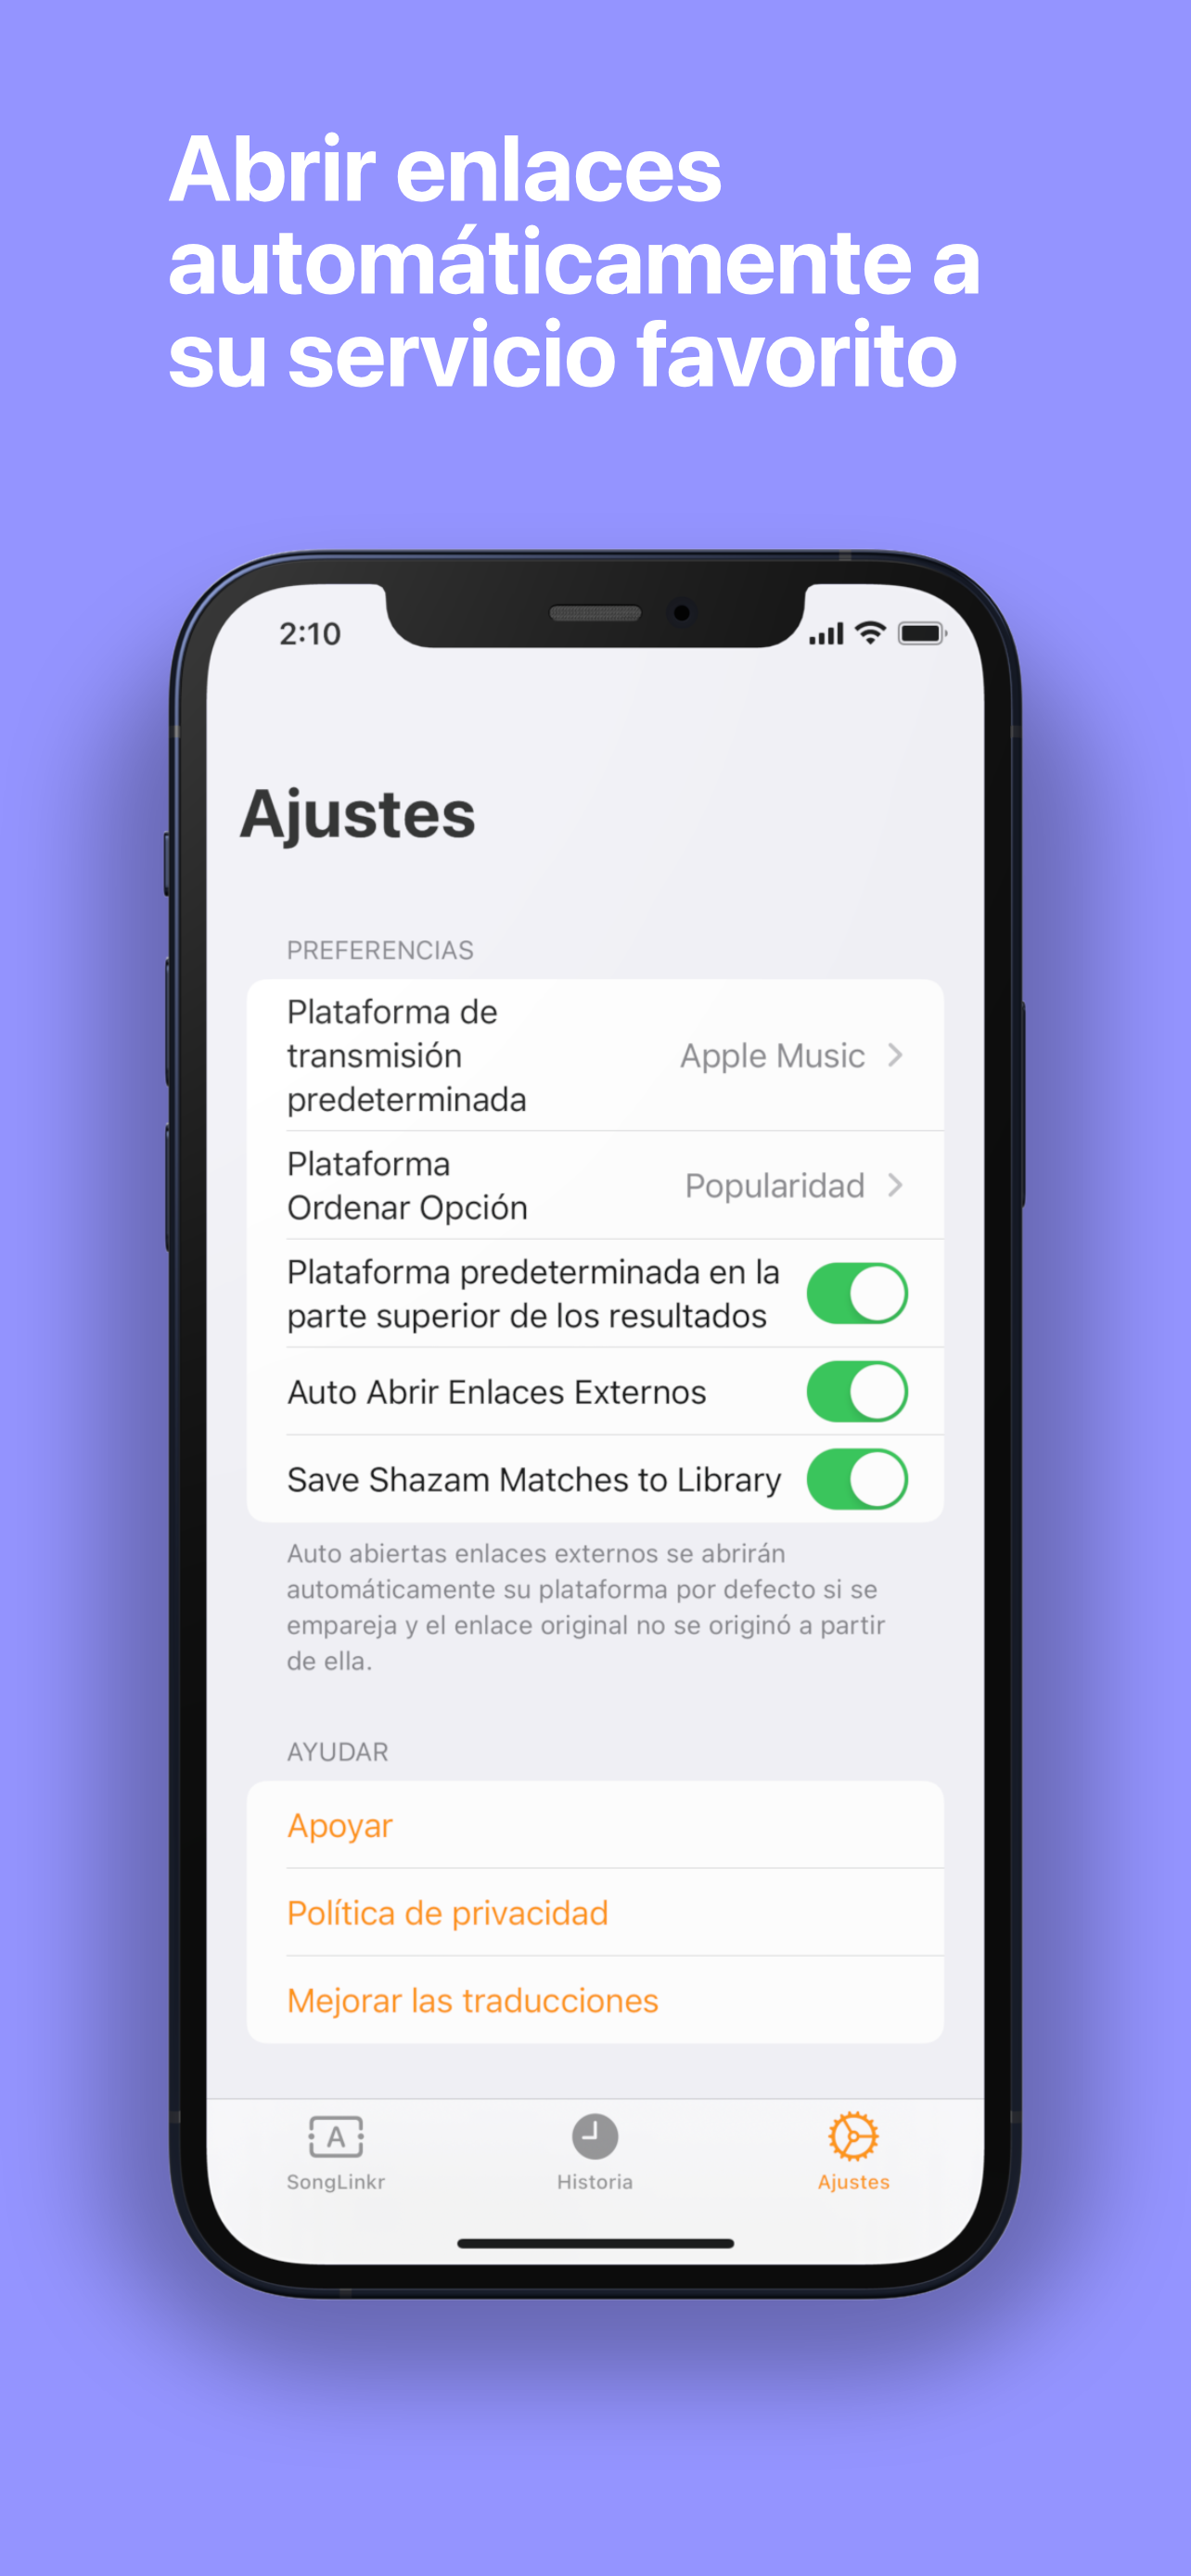 Abrir enlaces
automáticamente a
su servicio favorito
2:10
Ajustes
PREFERENCIAS
Plataforma de
transmisión
predeterminada
Apple Music
Plataforma
Ordenar Opción
Popularidad
Plataforma predeterminada en la
parte superior de los resultados
Auto Abrir Enlaces Externos
Save Shazam Matches to Library
Auto abiertas enlaces externos se abrirán
automáticamente su plataforma por defecto si se
empareja y el enlace original no se originó a partir
de ella.
AYUDAR
Apoyar
Política de privacidad
Mejorar las traducciones
A
SongLinkr
Historia
Ajustes